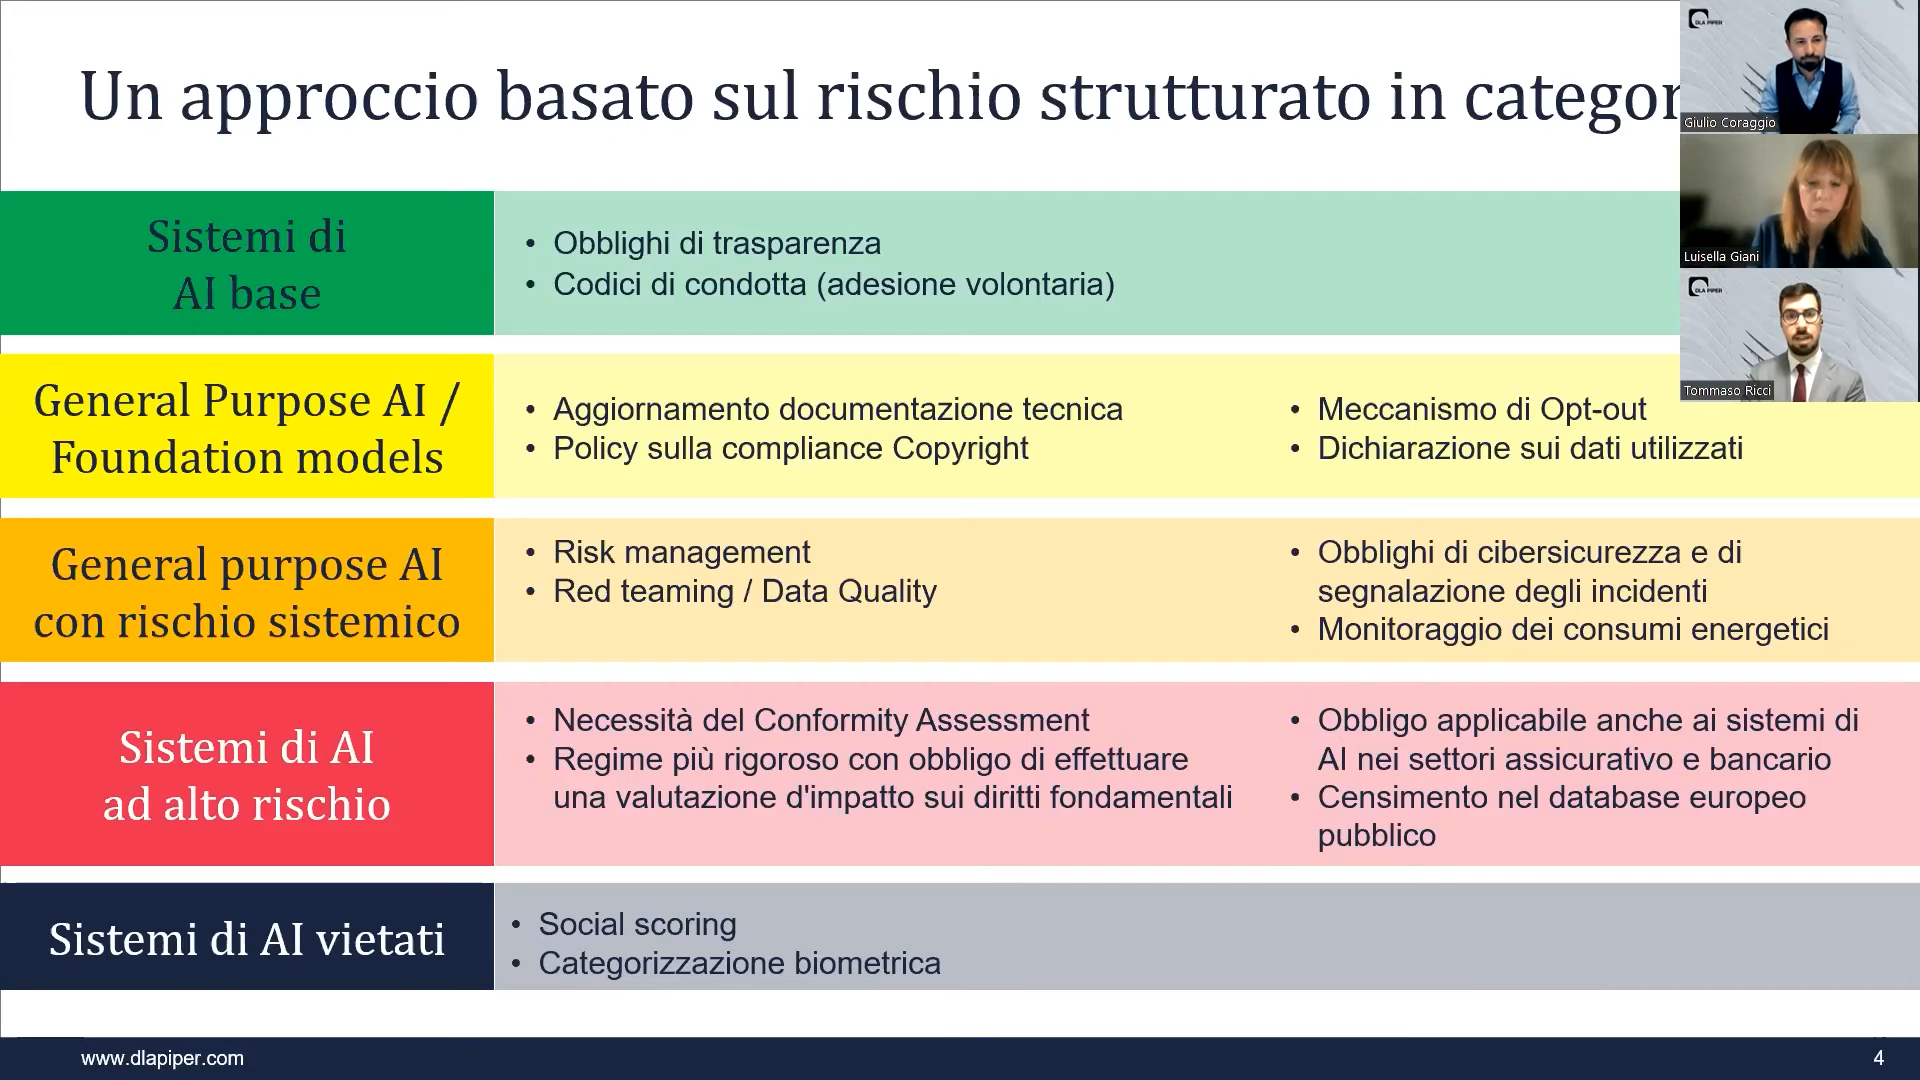 Un approccio basato sul rischio strutturato in categor
Giulio Coraggio
Luisella Giani
Tommaso Ricci
DLA PIPER
DLA PIPER
Sistemi di
AI base
• Obblighi di trasparenza
• Codici di condotta (adesione volontaria)
General Purpose AI /
Foundation models
• Aggiornamento documentazione tecnica
• Policy sulla compliance Copyright
• Meccanismo di Opt-out
• Dichiarazione sui dati utilizzati
General purpose AI
con rischio sistemico
• Risk management
• Red teaming / Data Quality
• Obblighi di cibersicurezza e di
segnalazione degli incidenti
• Monitoraggio dei consumi energetici
Sistemi di AI
ad alto rischio
• Necessità del Conformity Assessment
• Regime più rigoroso con obbligo di effettuare
una valutazione d'impatto sui diritti fondamentali
• Obbligo applicabile anche ai sistemi di
AI nei settori assicurativo e bancario
• Censimento nel database europeo
pubblico
Sistemi di AI vietati
• Social scoring
• Categorizzazione biometrica
www.dlapiper.com
4